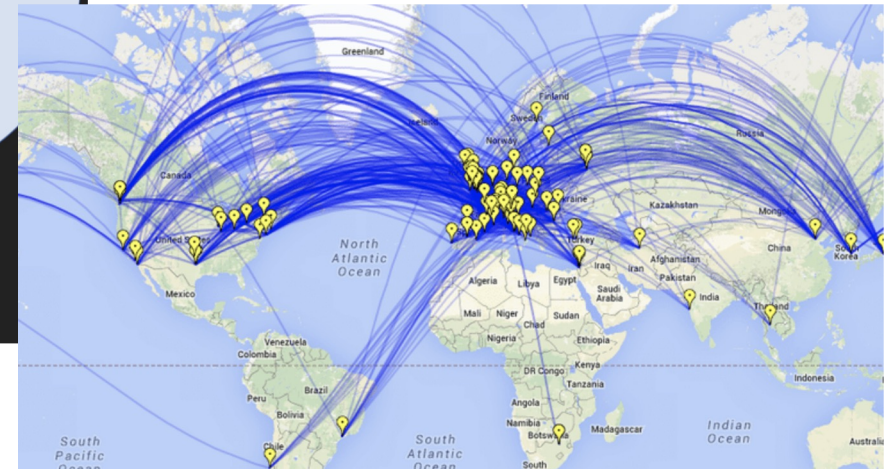 Greenland
Iceland
Finland
Sweden
Norway
Russia
Canada
Ukraine
Kazakhstan
Mongolia
United States
North
Atlantic
Ocean
Turkey
China
South
Korea
Afghanistan
Iraq
Iran
Pakistan
Mexico
Algeria
Libya
Egypt
Saudi
Arabia
India
Thailand
Mali
Niger
Sudan
Chad
Venezuela
Nigeria
Ethiopia
Colombia
DR Congo
Kenya
Indonesia
Tanzania
Peru
Brazil
Angola
Bolivia
Namibia
Madagascar
Botswana
Indian
Ocean
Chile
South
Pacific
Ocean
South
Atlantic
Ocean
South
Australi